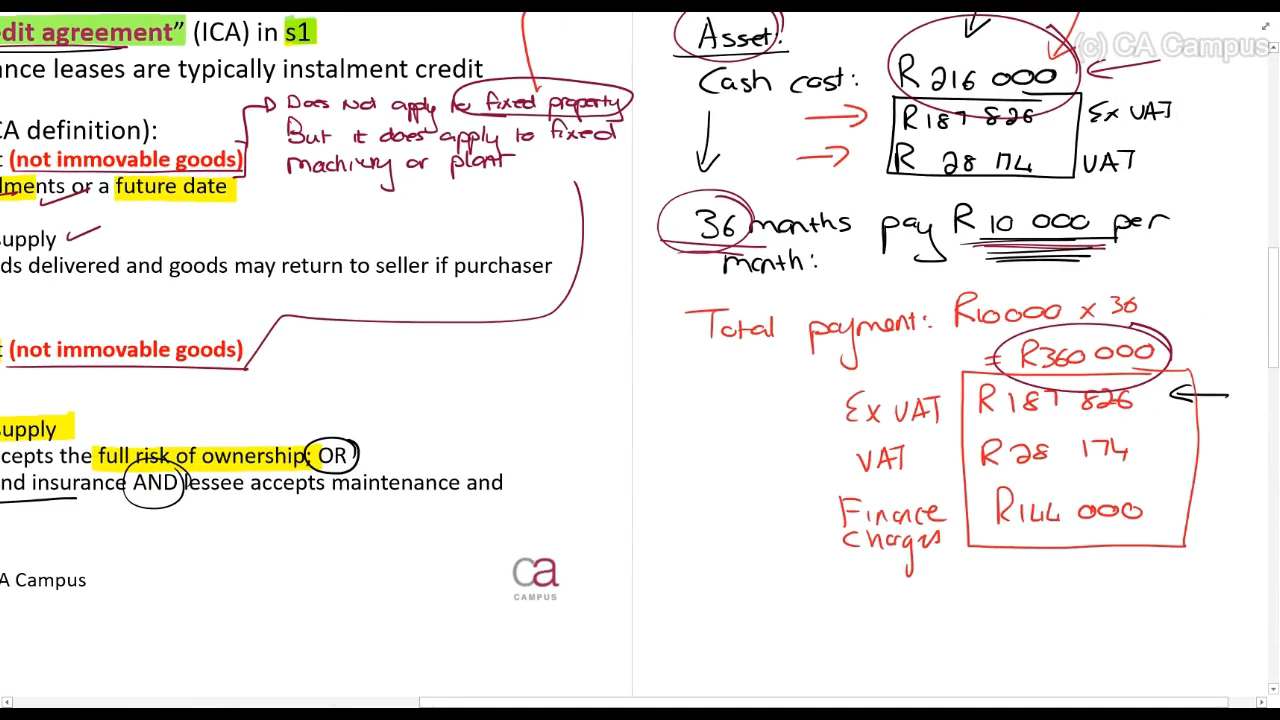 dit agreement” (ICA) in s1
ance leases are typically instalment credit
Does not apply to fixed property
But it does apply to fixed
machinery or plant
CA definition):
t (not immovable goods)
lments or a future date
supply
ds delivered and goods may return to seller if purchaser
t (not immovable goods)
supply
ccepts the full risk of ownership; OR
nd insurance AND lessee accepts maintenance and
A Campus
ca
CAMPUS
(c) CA Campus
Asset:
Cash cost: R 216 000
R 187 826 Ex VAT
R 28 174 VAT
36 months pay R 10 000 per
month:
Total payment: R10000 x 36
= R360 000
Ex VAT R 187 826
VAT R 28 174
Finance R144 000
charges